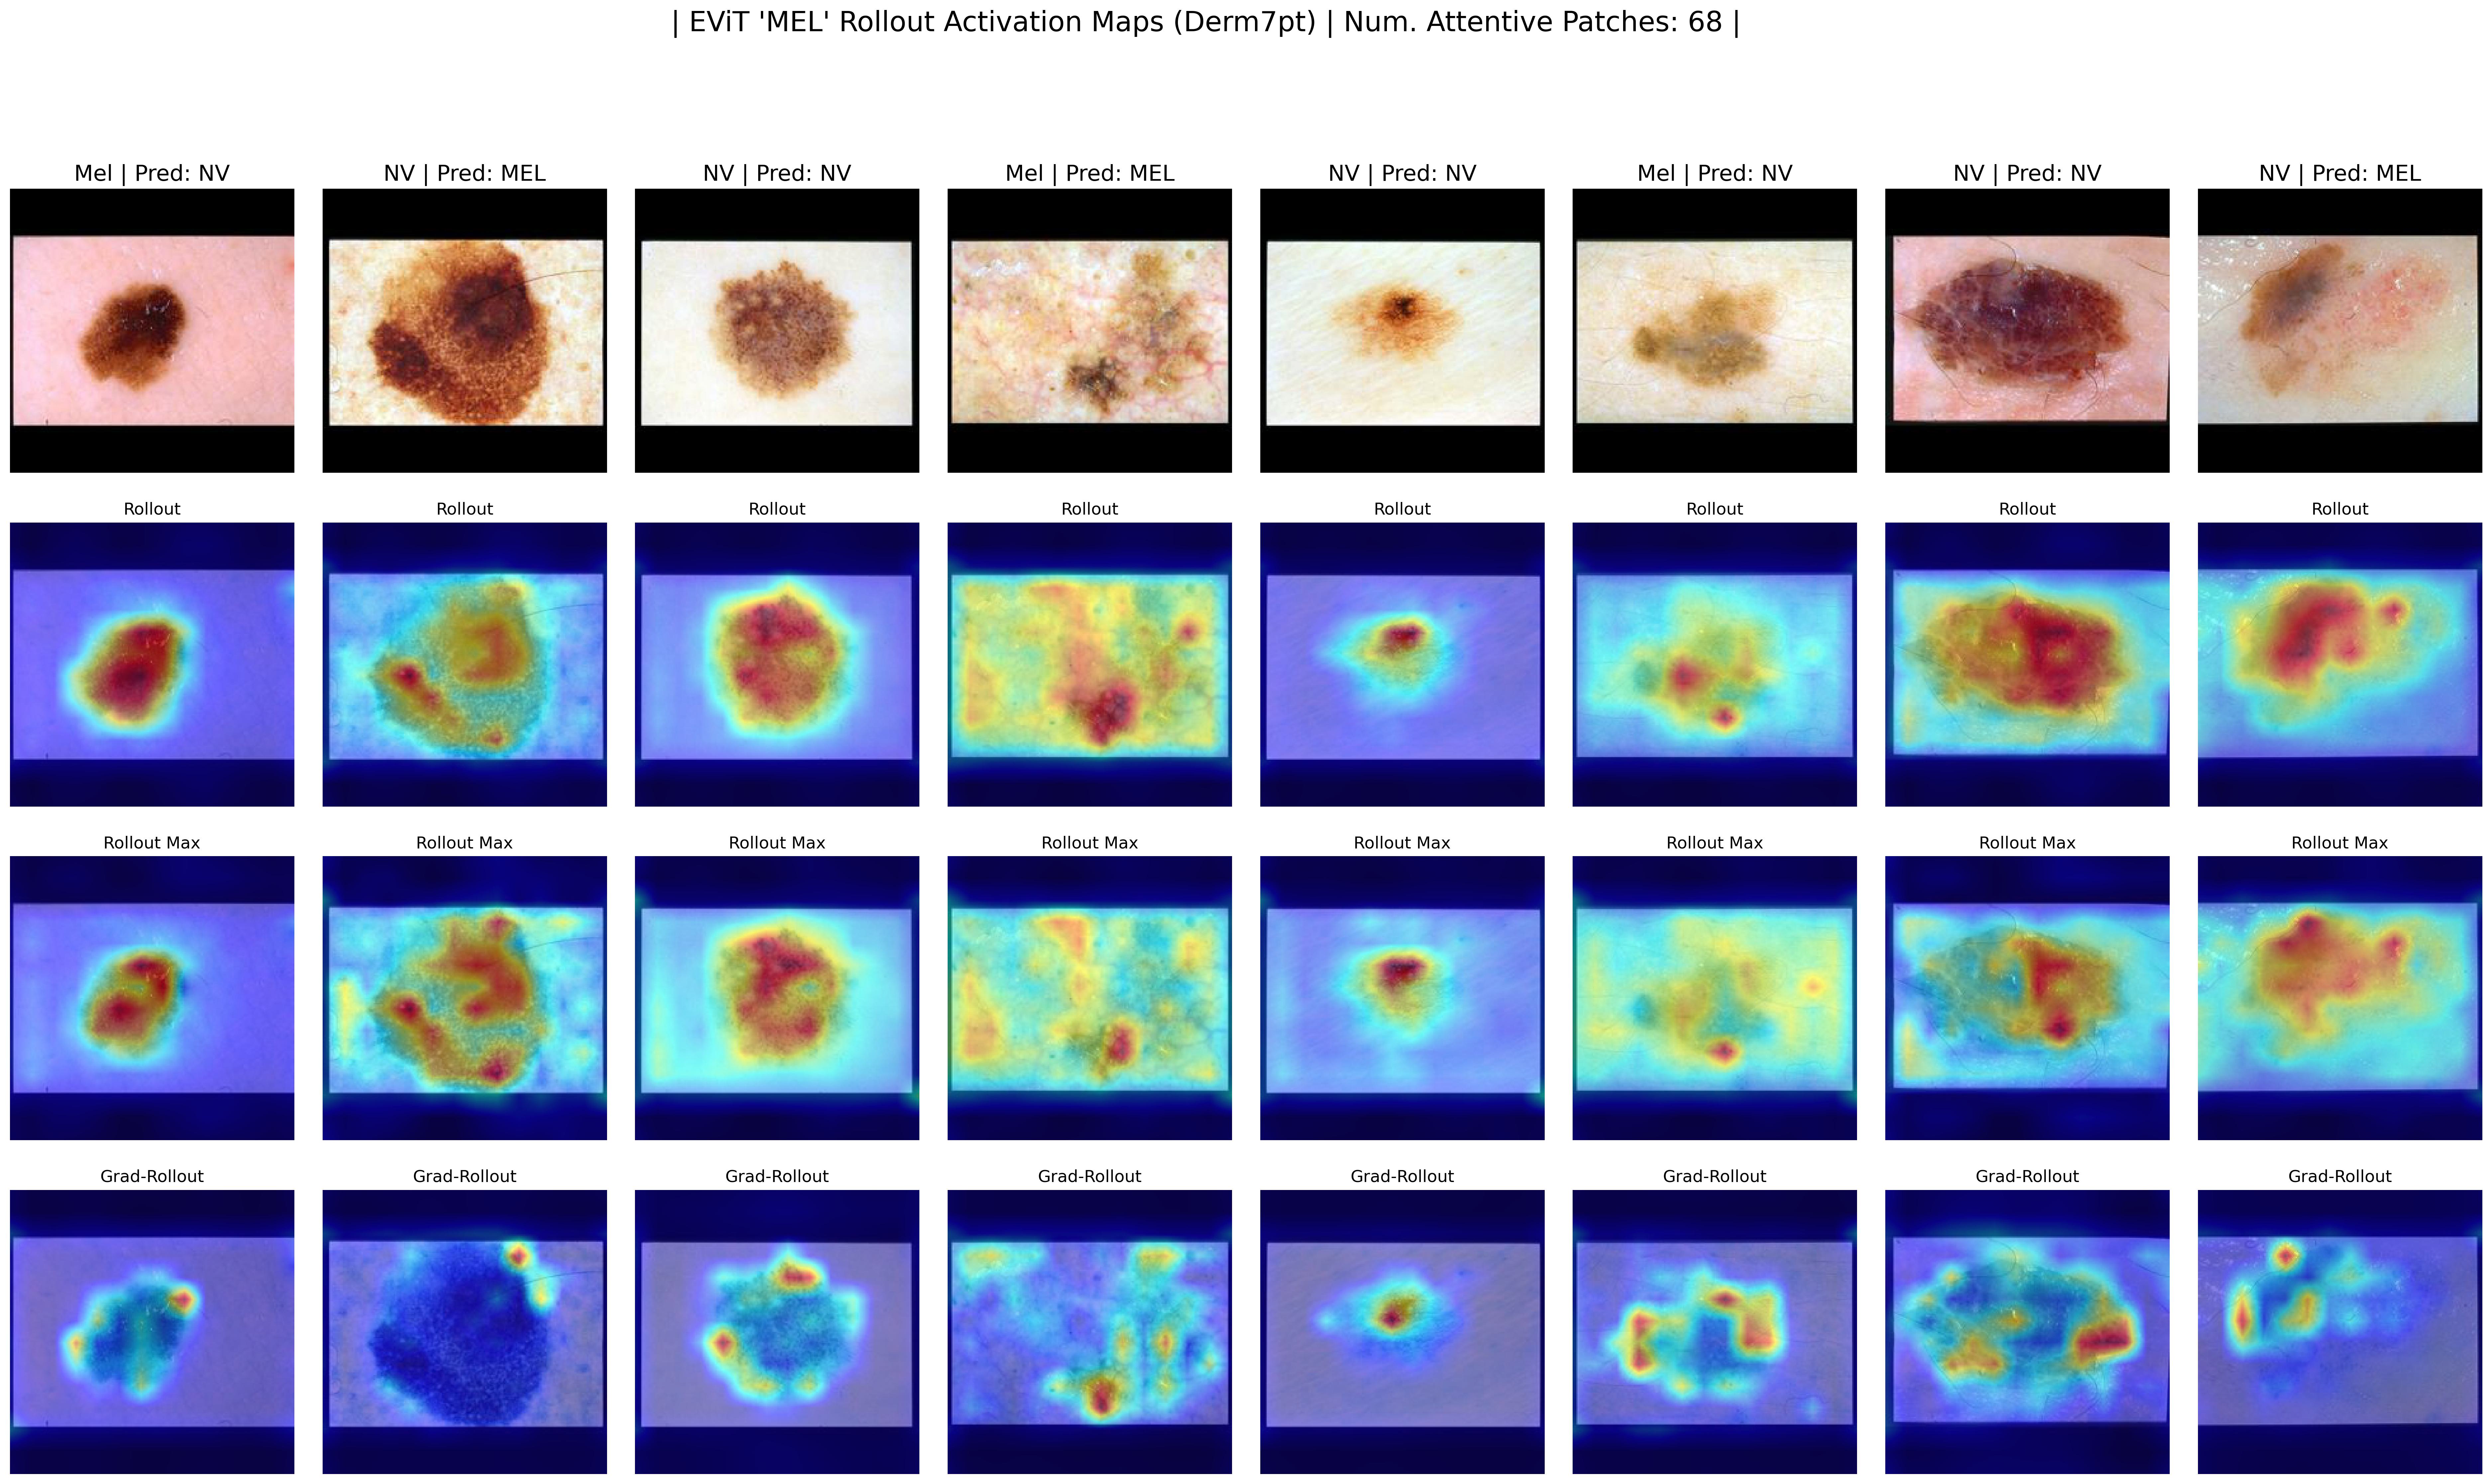 | EViT 'MEL' Rollout Activation Maps (Derm7pt) | Num. Attentive Patches: 68 |
Mel | Pred: NV
NV | Pred: MEL
NV | Pred: NV
Mel | Pred: MEL
NV | Pred: NV
Mel | Pred: NV
NV | Pred: NV
NV | Pred: MEL
Rollout
Rollout
Rollout
Rollout
Rollout
Rollout
Rollout
Rollout
Rollout Max
Rollout Max
Rollout Max
Rollout Max
Rollout Max
Rollout Max
Rollout Max
Rollout Max
Grad-Rollout
Grad-Rollout
Grad-Rollout
Grad-Rollout
Grad-Rollout
Grad-Rollout
Grad-Rollout
Grad-Rollout